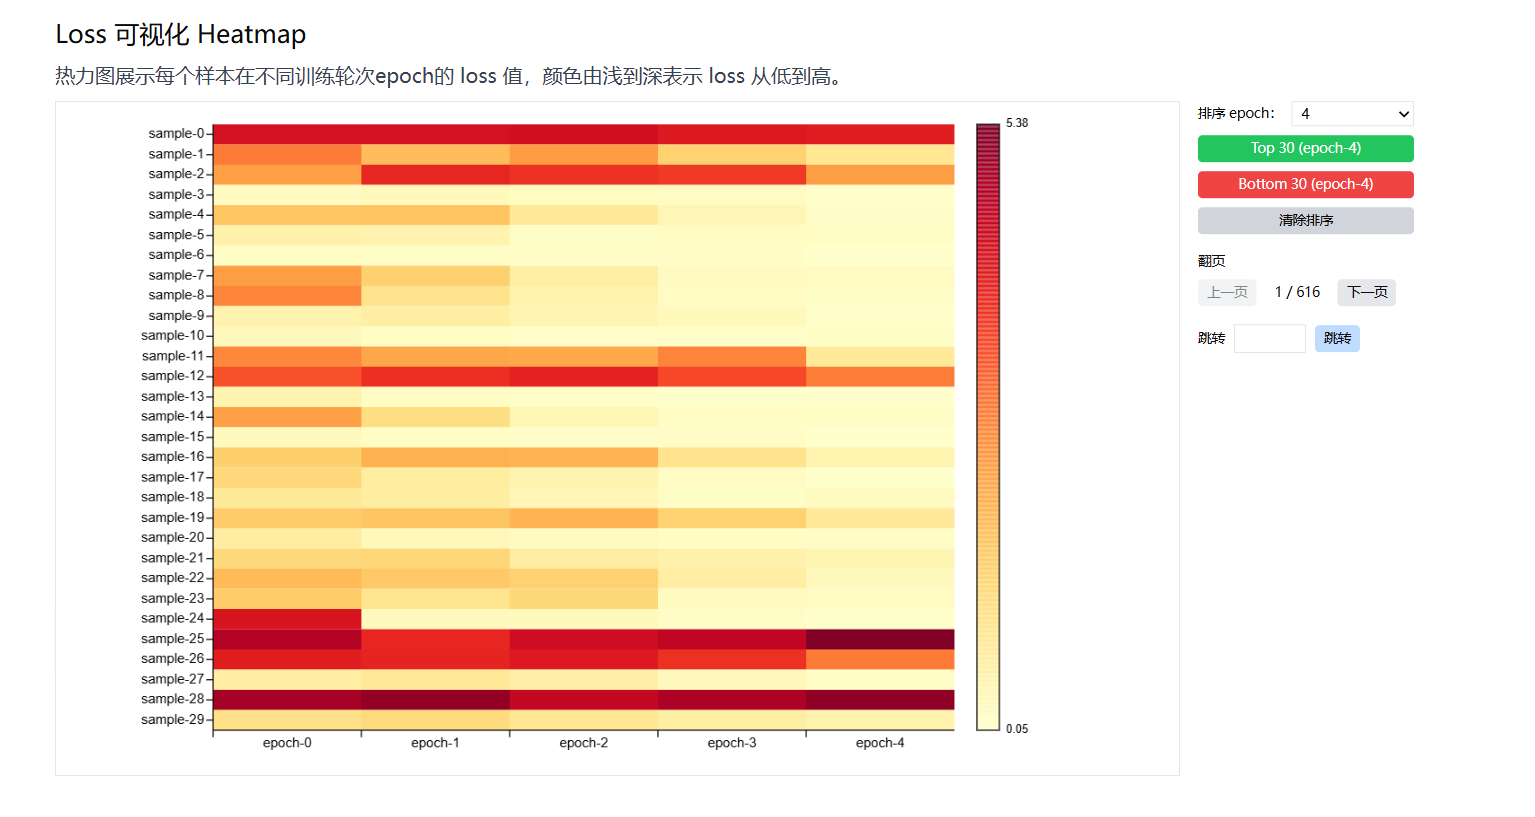 Loss 可视化 Heatmap
热力图展示每个样本在不同训练轮次epoch的 loss 值，颜色由浅到深表示 loss 从低到高。
sample-0
sample-1
sample-2
sample-3
sample-4
sample-5
sample-6
sample-7
sample-8
sample-9
sample-10
sample-11
sample-12
sample-13
sample-14
sample-15
sample-16
sample-17
sample-18
sample-19
sample-20
sample-21
sample-22
sample-23
sample-24
sample-25
sample-26
sample-27
sample-28
sample-29
epoch-0 epoch-1 epoch-2 epoch-3 epoch-4
5.38
0.05
排序 epoch： 4
Top 30 (epoch-4)
Bottom 30 (epoch-4)
清除排序
翻页
上一页 1 / 616 下一页
跳转 跳转